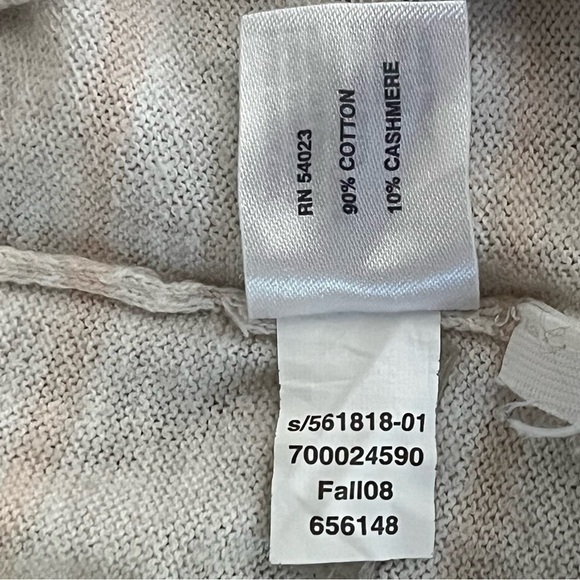 RN 54023
90% COTTON
10% CASHMERE
s/561818-01
700024590
Fall08
656148